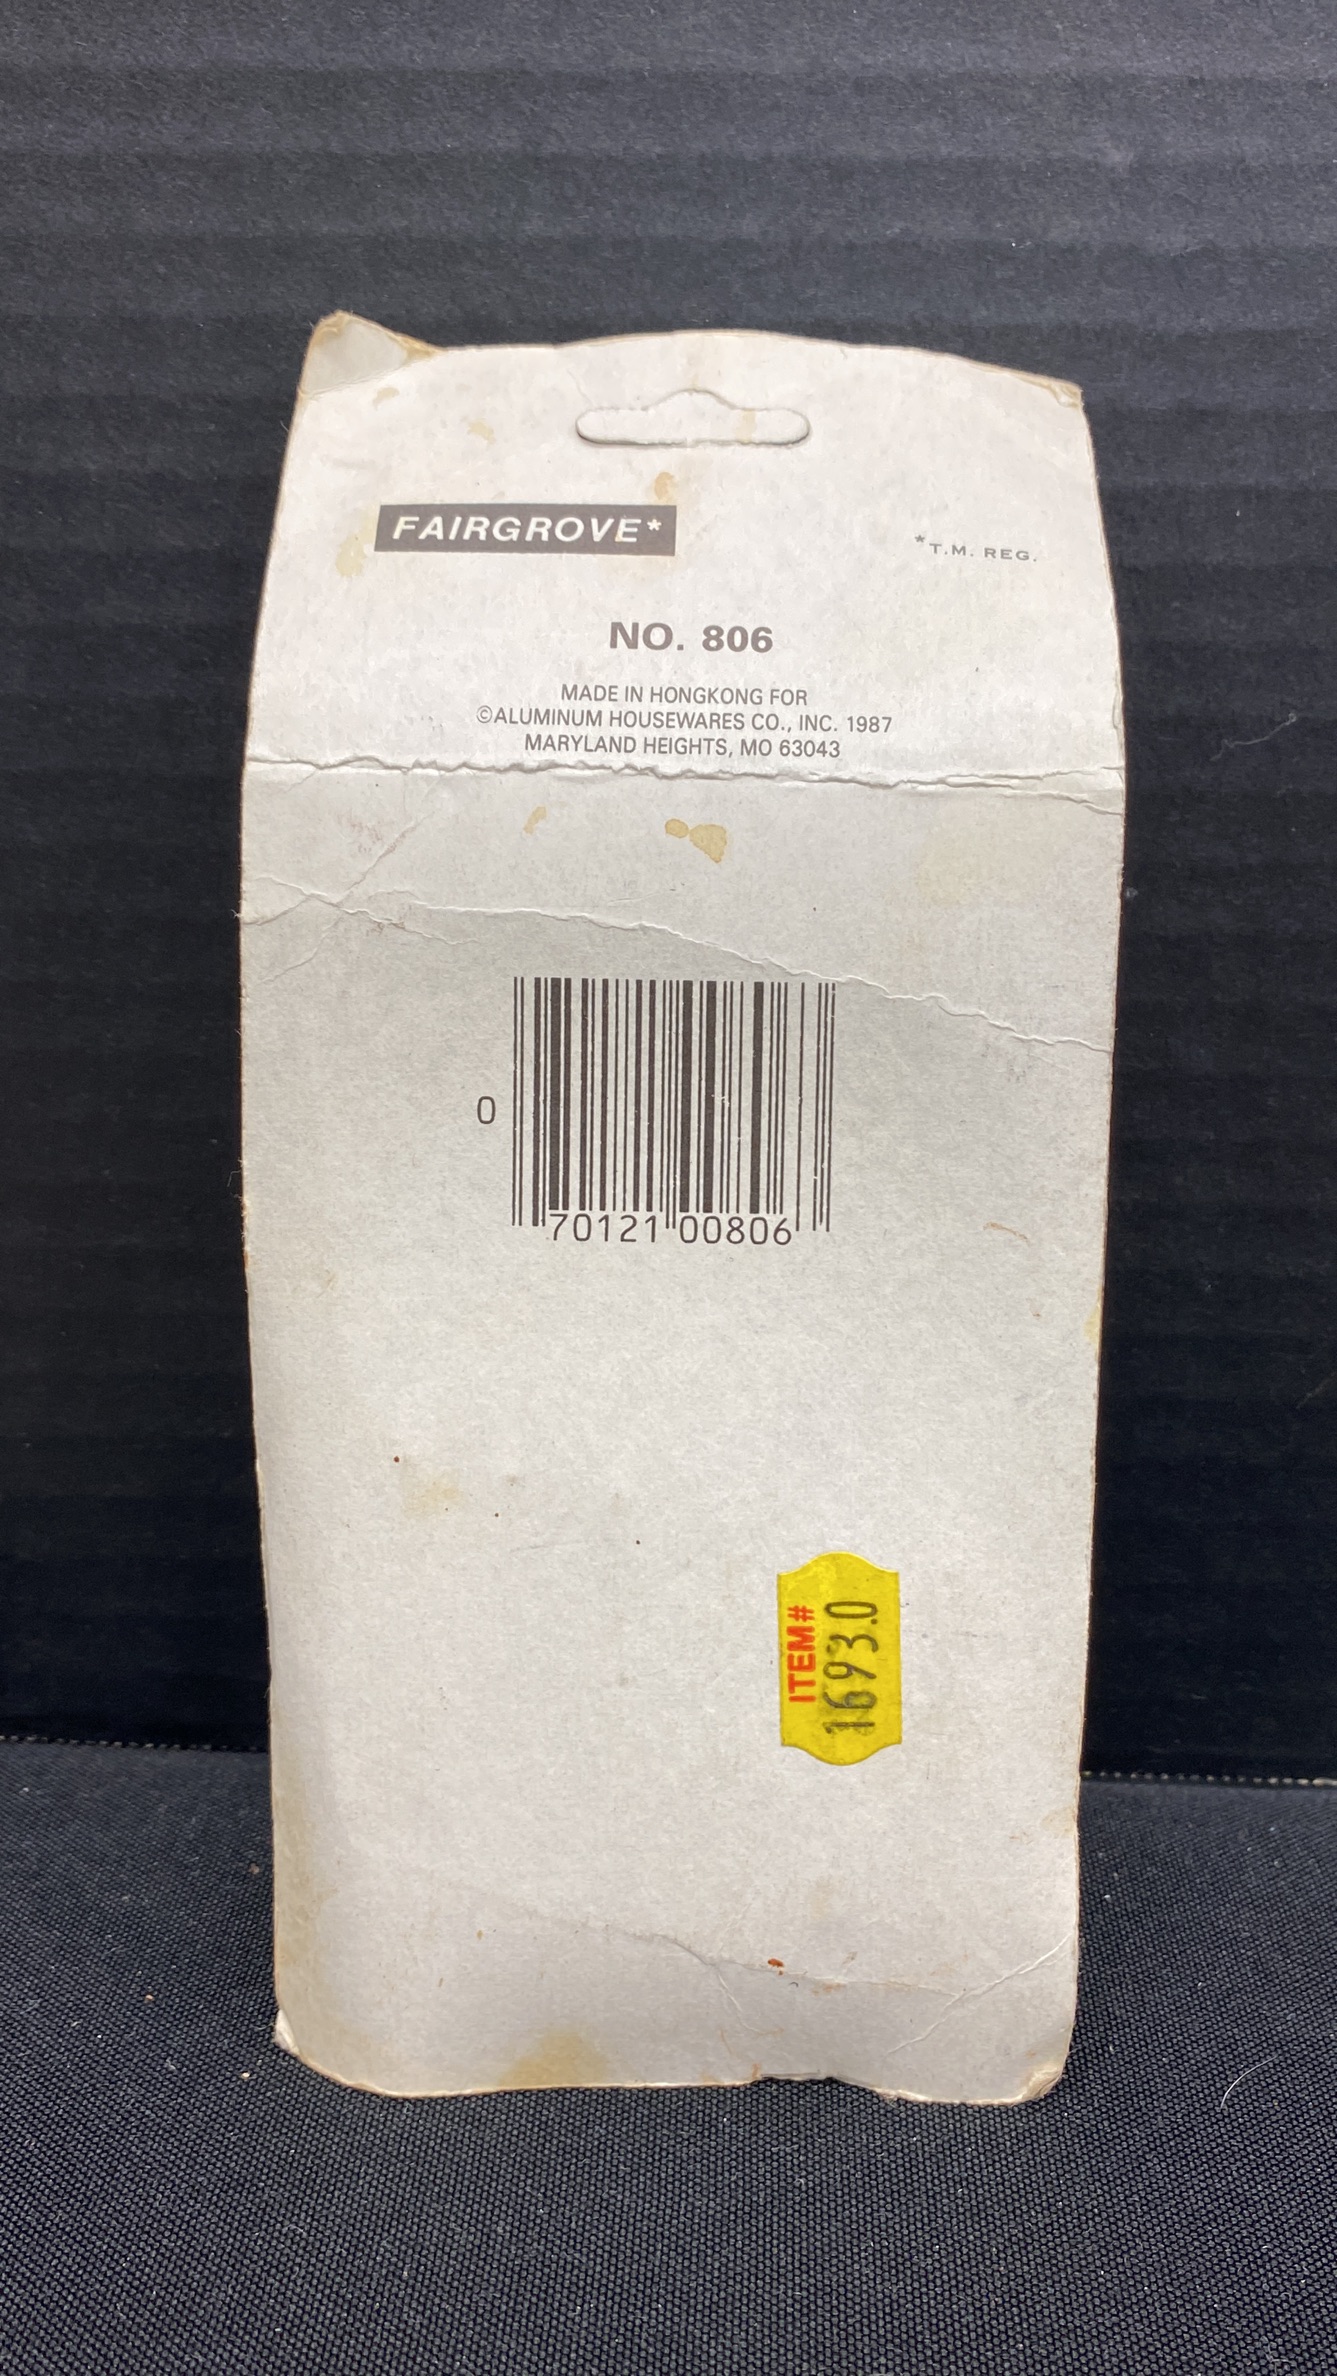 FAIRGROVE*
*T.M. REG.
NO. 806
MADE IN HONGKONG FOR
©ALUMINUM HOUSEWARES CO., INC. 1987
MARYLAND HEIGHTS, MO 63043
0 70121 00806
ITEM#
1693.0